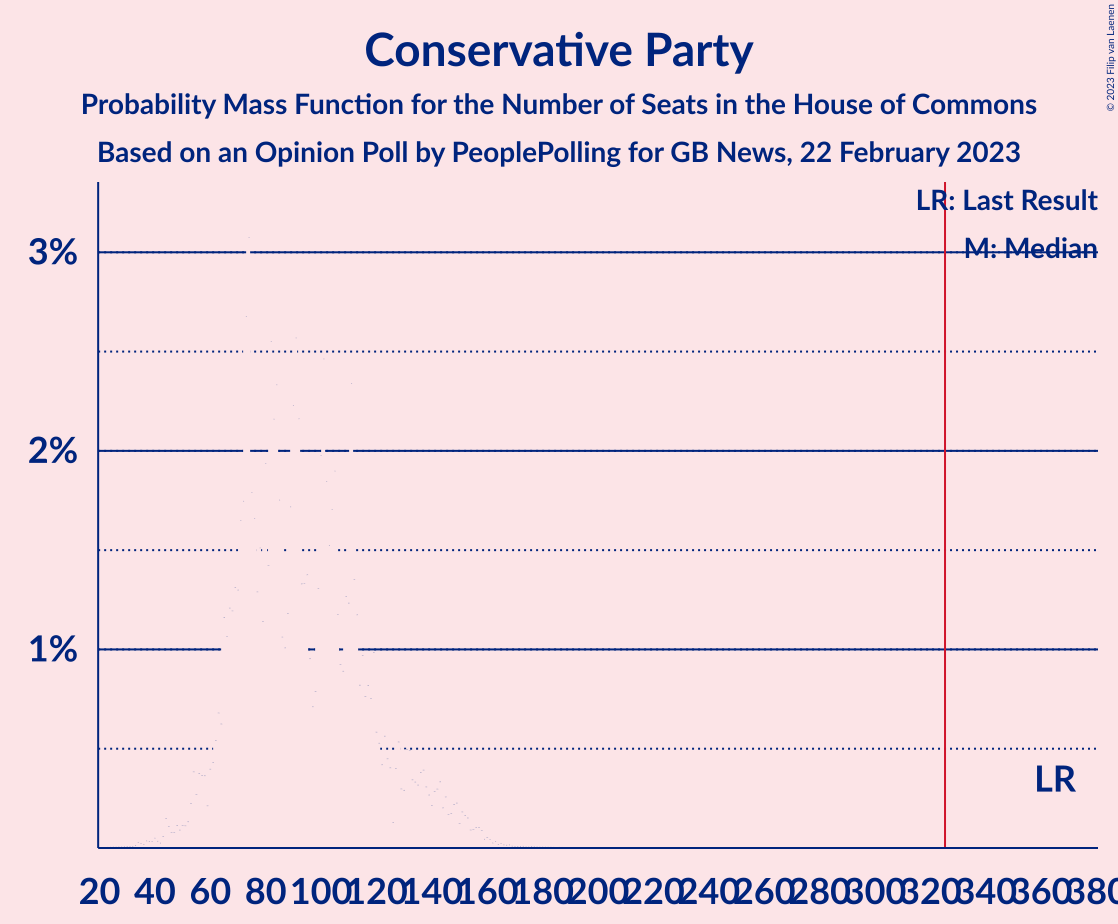 Conservative Party
Probability Mass Function for the Number of Seats in the House of Commons
Based on an Opinion Poll by PeoplePolling for GB News, 22 February 2023
© 2023 Filip van Laenen
LR: Last Result
M: Median
3%
2%
1%
LR
20 40 60 80 100 120 140 160 180 200 220 240 260 280 300 320 340 360 380